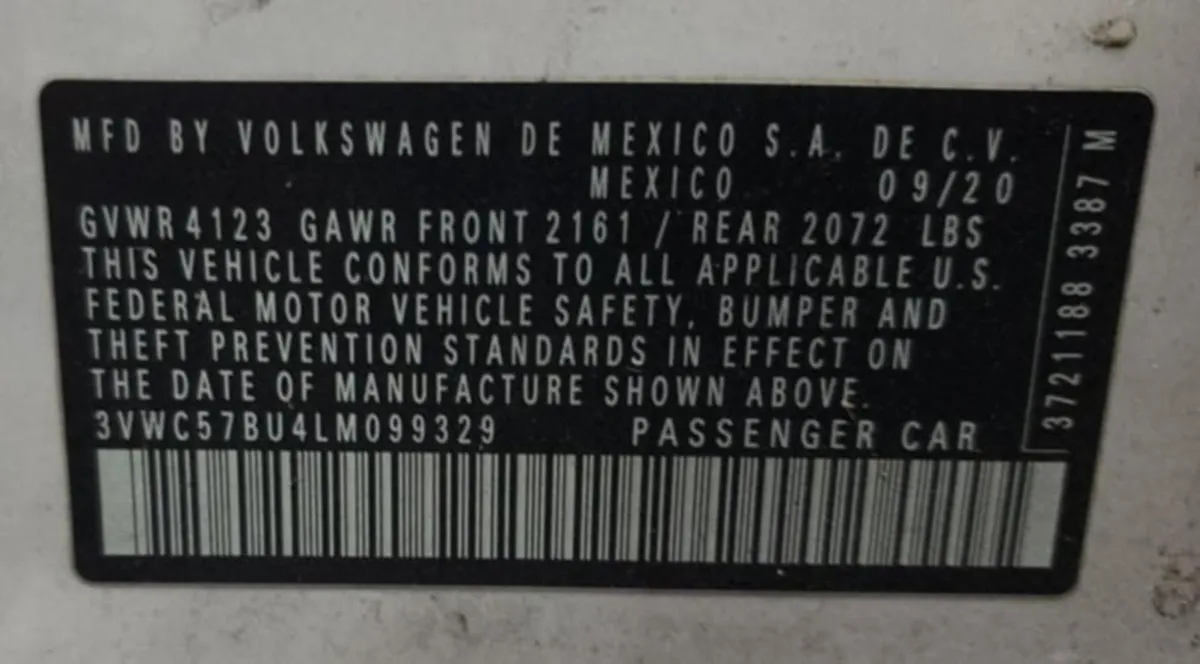 MFD BY VOLKSWAGEN DE MEXICO S.A. DE C.V.
MEXICO 09/20
GVWR 4123 GAWR FRONT 2161 / REAR 2072 LBS
THIS VEHICLE CONFORMS TO ALL APPLICABLE U.S.
FEDERAL MOTOR VEHICLE SAFETY, BUMPER AND
THEFT PREVENTION STANDARDS IN EFFECT ON
THE DATE OF MANUFACTURE SHOWN ABOVE.
3VWC57BU4LM099329 PASSENGER CAR
3721188 3387 M